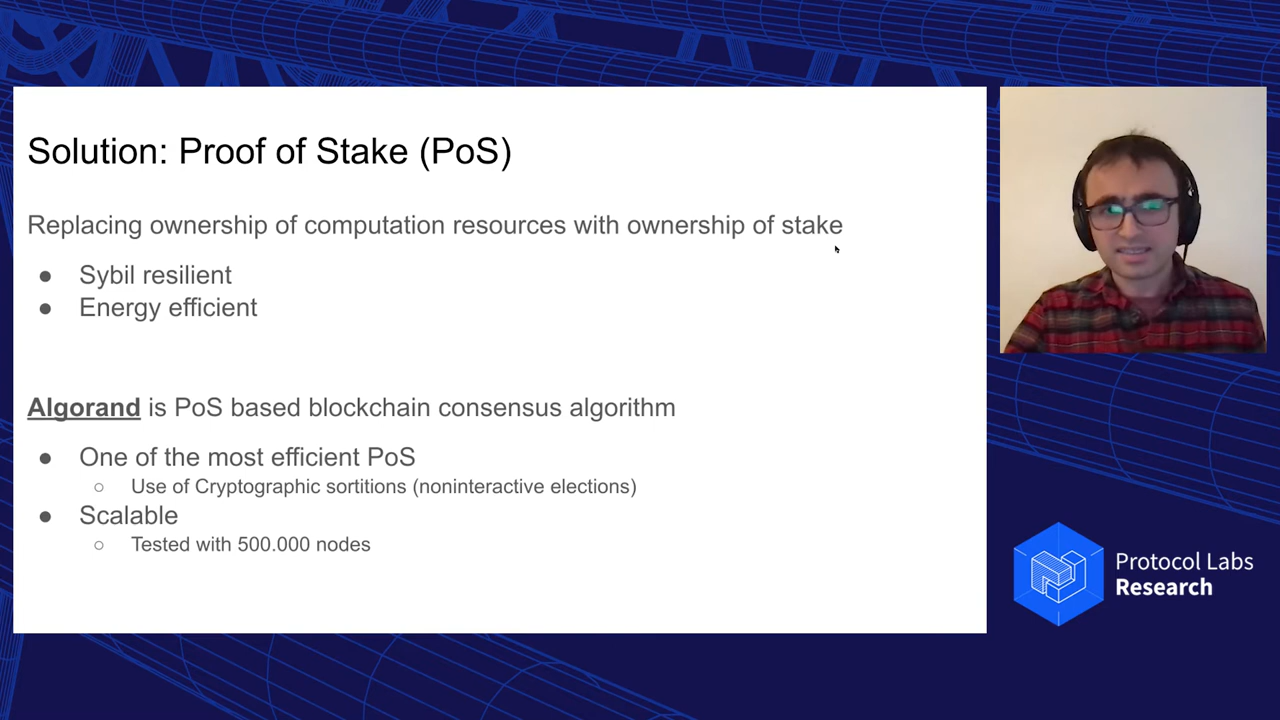 Solution: Proof of Stake (PoS)
Replacing ownership of computation resources with ownership of stake
● Sybil resilient
● Energy efficient
Algorand is PoS based blockchain consensus algorithm
● One of the most efficient PoS
○ Use of Cryptographic sortitions (noninteractive elections)
● Scalable
○ Tested with 500.000 nodes
Protocol Labs
Research